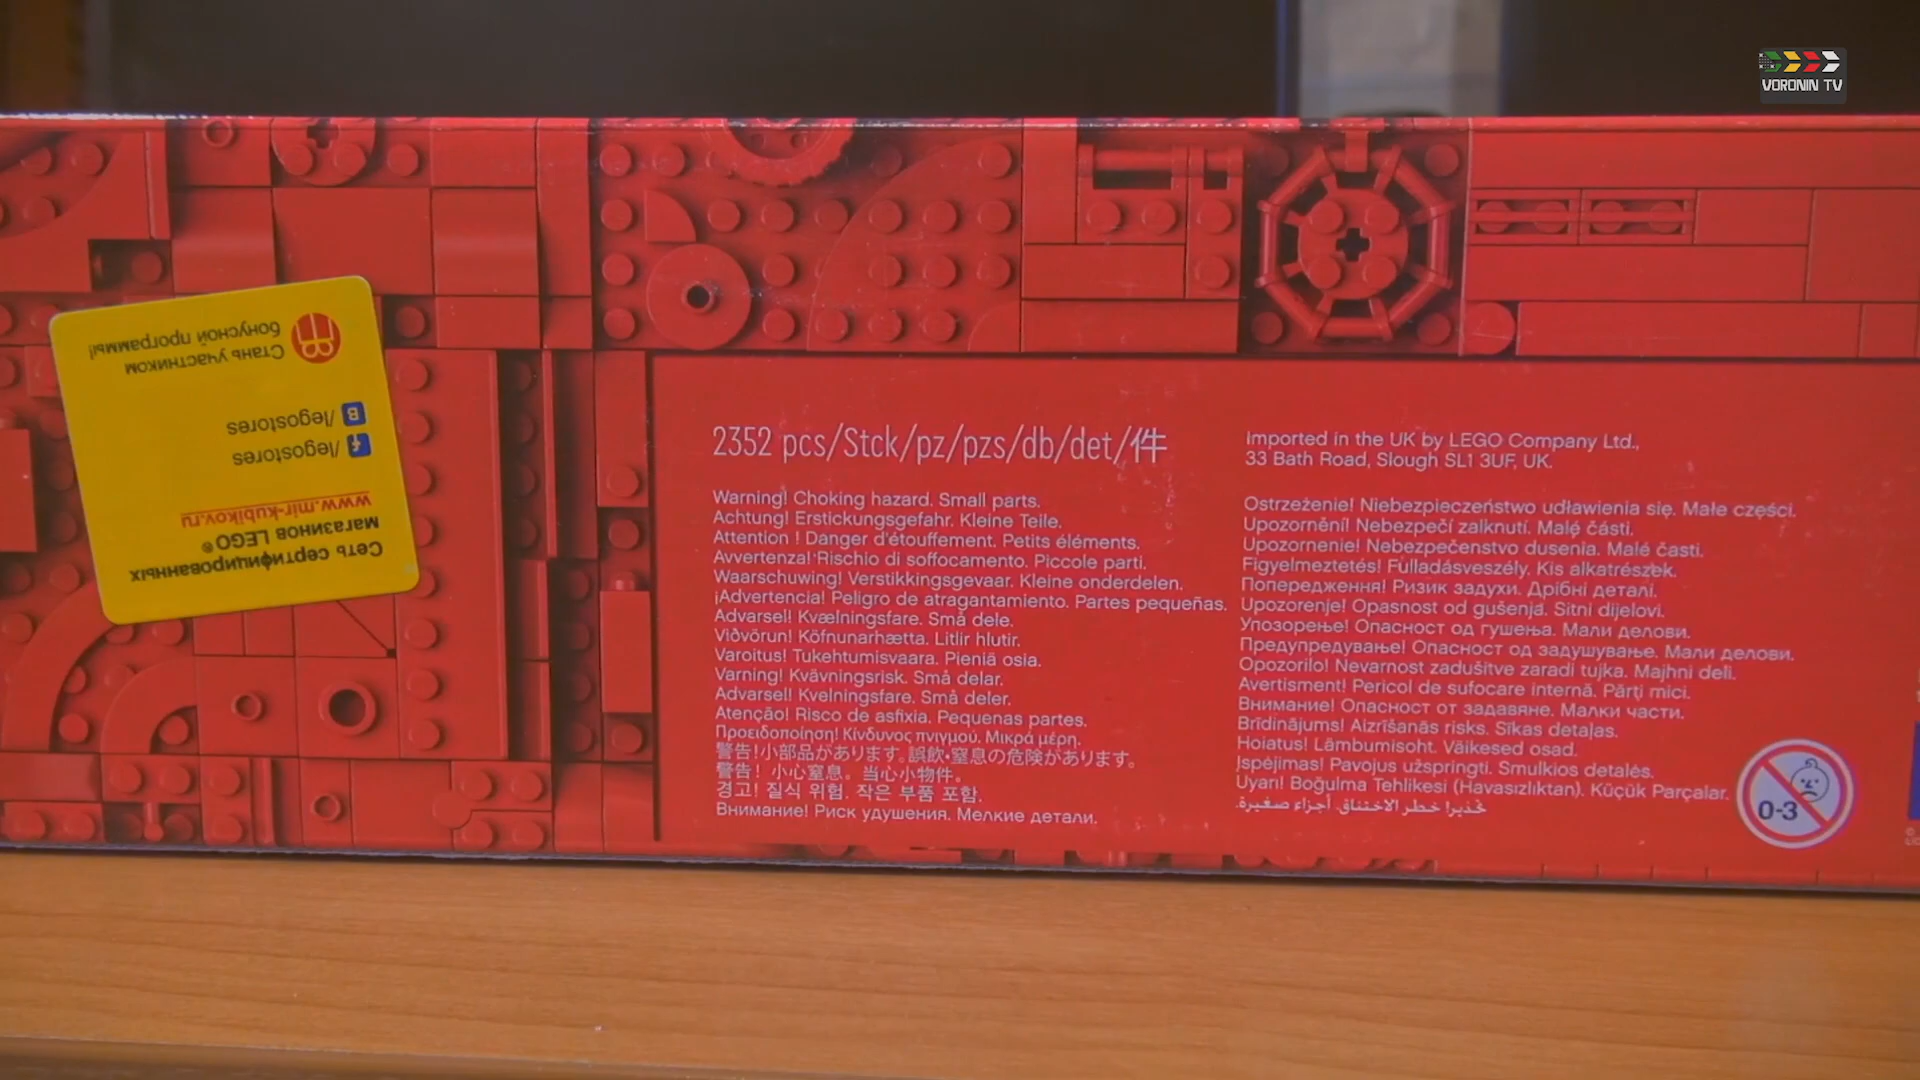 VORONIN TV
Сеть сертифицированных
магазинов LEGO®
www.mir-kubikov.ru
/legostores
/legostores
Стань участником
бонусной программы!
2352 pcs/Stck/pz/pzs/db/det/件
Warning! Choking hazard. Small parts.
Achtung! Erstickungsgefahr. Kleine Teile.
Attention ! Danger d'étouffement. Petits éléments.
Avvertenza! Rischio di soffocamento. Piccole parti.
Waarschuwing! Verstikkingsgevaar. Kleine onderdelen.
¡Advertencia! Peligro de atragantamiento. Partes pequeñas.
Advarsel! Kvælningsfare. Små dele.
Viðvörun! Köfnunarhætta. Litlir hlutir.
Varoitus! Tukehtumisvaara. Pieniä osia.
Varning! Kvävningsrisk. Små delar.
Advarsel! Kvelningsfare. Små deler.
Atenção! Risco de asfixia. Pequenas partes.
Προειδοποίηση! Κίνδυνος πνιγμού. Μικρά μέρη.
警告!小部品があります。誤飲•窒息の危険があります。
警告！小心窒息。当心小物件。
경고! 질식 위험. 작은 부품 포함.
Внимание! Риск удушения. Мелкие детали.
Imported in the UK by LEGO Company Ltd.,
33 Bath Road, Slough SL1 3UF, UK.
Ostrzeżenie! Niebezpieczeństwo udławienia się. Małe części.
Upozornění! Nebezpečí zalknutí. Malé části.
Upozornenie! Nebezpečenstvo dusenia. Malé časti.
Figyelmeztetés! Fulladásveszély. Kis alkatrészek.
Попередження! Ризик задухи. Дрібні деталі.
Upozorenje! Opasnost od gušenja. Sitni dijelovi.
Упозорење! Опасност од гушења. Мали делови.
Предупредување! Опасност од задушување. Мали делови.
Opozorilo! Nevarnost zadušitve zaradi tujka. Majhni deli.
Avertisment! Pericol de sufocare internă. Părţi mici.
Внимание! Опасност от задавяне. Малки части.
Brīdinājums! Aizrīšanās risks. Sīkas detaļas.
Hoiatus! Lämbumisoht. Väikesed osad.
Įspėjimas! Pavojus užspringti. Smulkios detalės.
Uyarı! Boğulma Tehlikesi (Havasızlıktan). Küçük Parçalar.
تحذير! خطر الاختناق. أجزاء صغيرة.
0-3